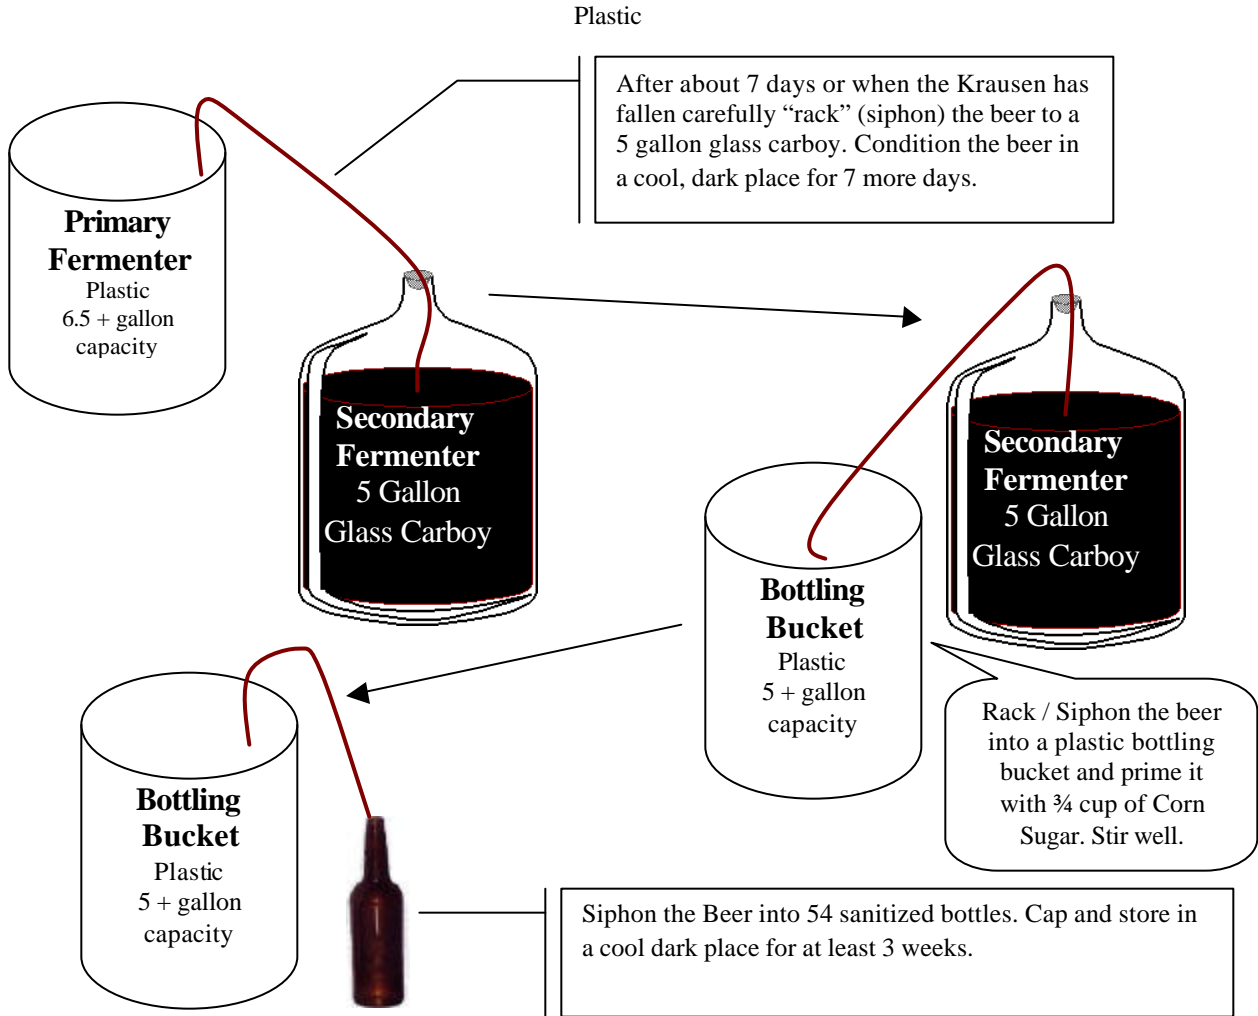 Plastic
After about 7 days or when the Krausen has
fallen carefully “rack” (siphon) the beer to a
5 gallon glass carboy. Condition the beer in
a cool, dark place for 7 more days.
Primary
Fermenter
Plastic
6.5 + gallon
capacity
Secondary
Fermenter
5 Gallon
Glass Carboy
Secondary
Fermenter
5 Gallon
Glass Carboy
Bottling
Bucket
Plastic
5 + gallon
capacity
Rack / Siphon the beer
into a plastic bottling
bucket and prime it
with ¾ cup of Corn
Sugar. Stir well.
Bottling
Bucket
Plastic
5 + gallon
capacity
Siphon the Beer into 54 sanitized bottles. Cap and store in
a cool dark place for at least 3 weeks.